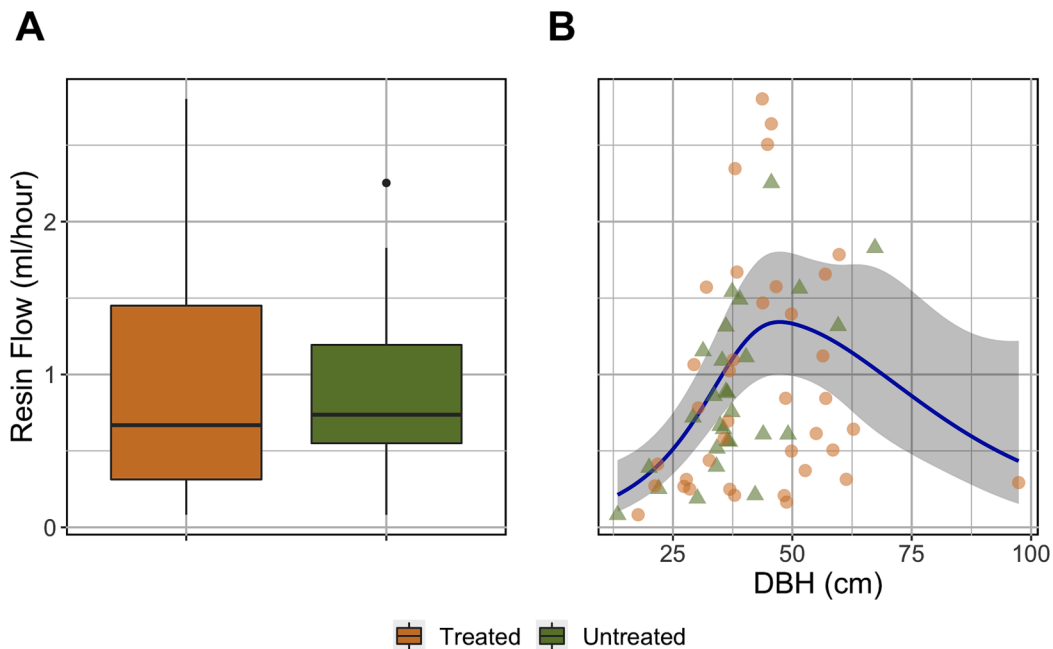 A
B
Resin Flow (ml/hour)
2
1
0
25 50 75 100
DBH (cm)
Treated Untreated